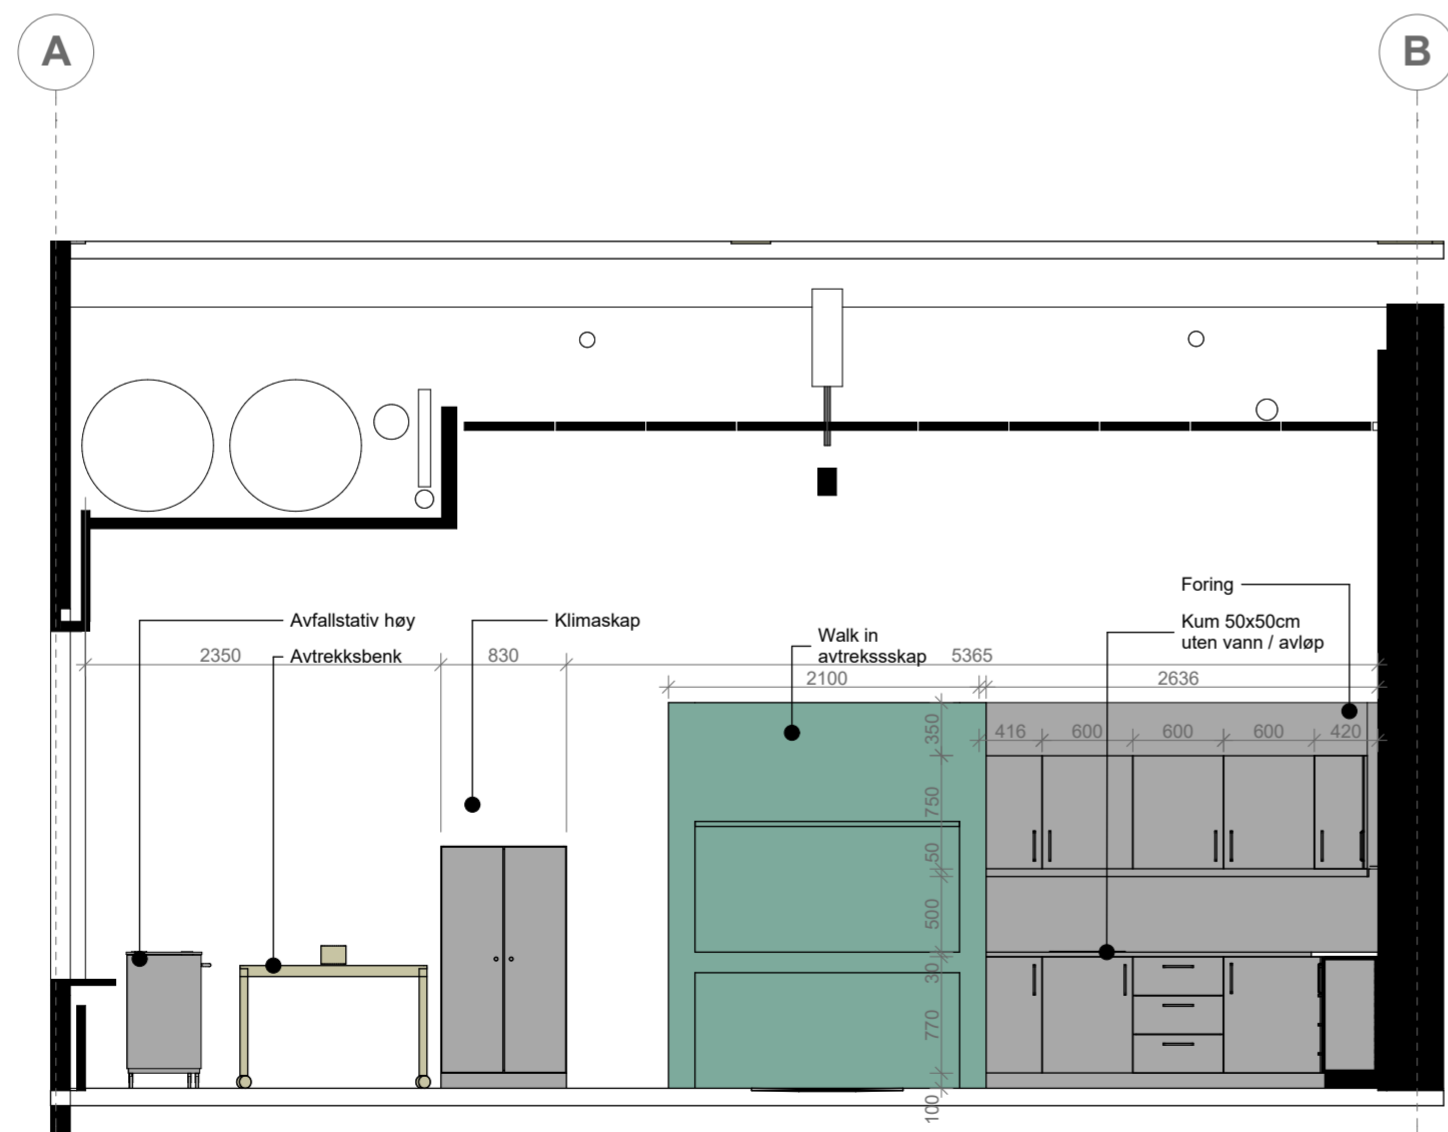 A
B
Foring
Avfallstativ høy
Klimaskap
Kum 50x50cm
uten vann / avløp
Walk in
avtrekssskap
Avtrekksbenk
2350
830
5365
2100
2636
350
416
600
600
600
420
750
50
500
30
770
100